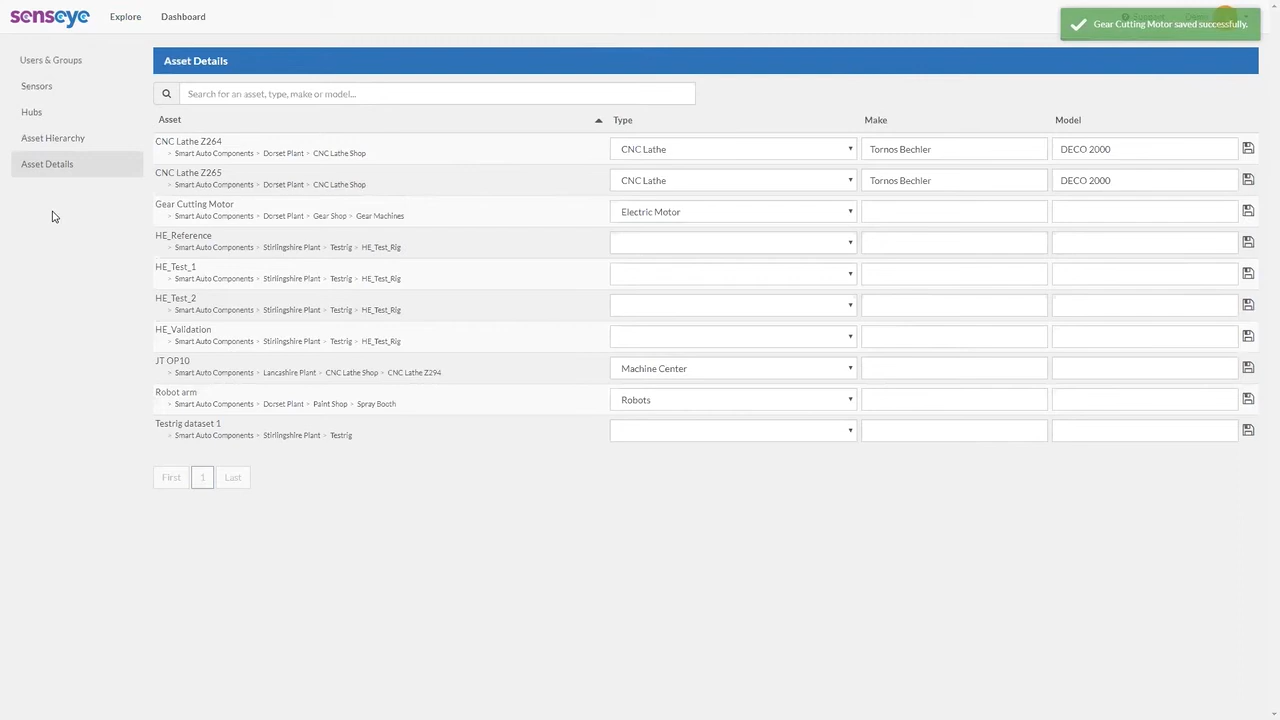 senseye Explore Dashboard
Gear Cutting Motor saved successfully.
Users & Groups
Sensors
Hubs
Asset Hierarchy
Asset Details
Asset Details
Search for an asset, type, make or model...
Asset Type Make Model
CNC Lathe Z264
> Smart Auto Components > Dorset Plant > CNC Lathe Shop
CNC Lathe Tornos Bechler DECO 2000
CNC Lathe Z265
> Smart Auto Components > Dorset Plant > CNC Lathe Shop
CNC Lathe Tornos Bechler DECO 2000
Gear Cutting Motor
> Smart Auto Components > Dorset Plant > Gear Shop > Gear Machines
Electric Motor
HE_Reference
> Smart Auto Components > Stirlingshire Plant > Testrig > HE_Test_Rig
HE_Test_1
> Smart Auto Components > Stirlingshire Plant > Testrig > HE_Test_Rig
HE_Test_2
> Smart Auto Components > Stirlingshire Plant > Testrig > HE_Test_Rig
HE_Validation
> Smart Auto Components > Stirlingshire Plant > Testrig > HE_Test_Rig
JT OP10
> Smart Auto Components > Lancashire Plant > CNC Lathe Shop > CNC Lathe Z294
Machine Center
Robot arm
> Smart Auto Components > Dorset Plant > Paint Shop > Spray Booth
Robots
Testrig dataset 1
> Smart Auto Components > Stirlingshire Plant > Testrig
First 1 Last